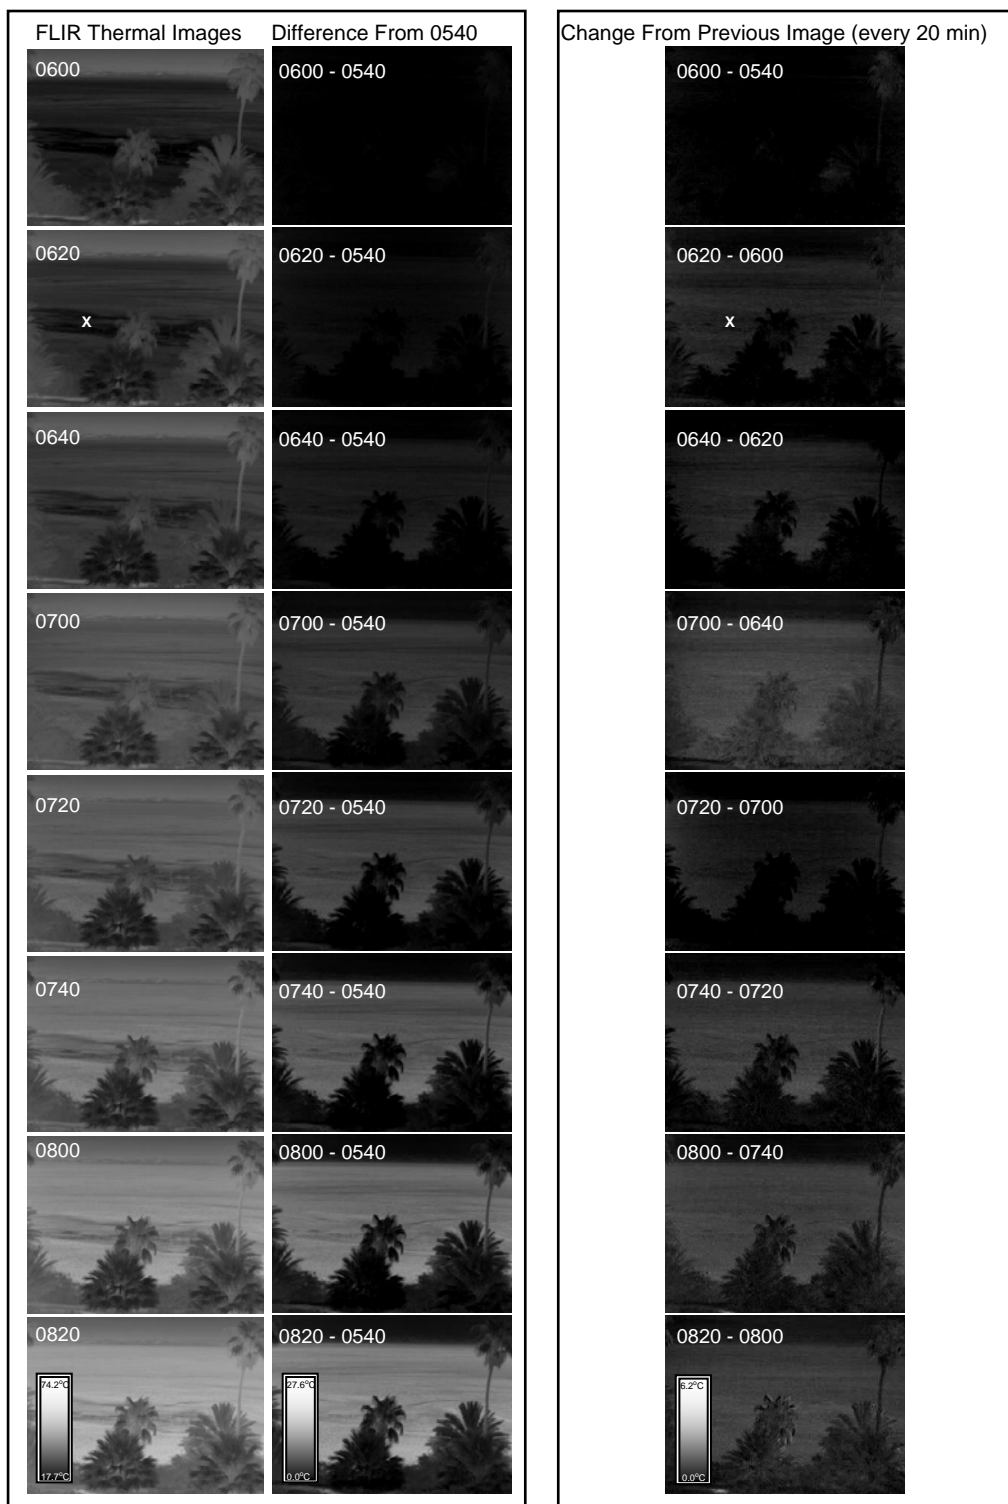 FLIR Thermal Images
Difference From 0540
Change From Previous Image (every 20 min)
0600
0600 - 0540
0600 - 0540
0620
0620 - 0540
0620 - 0600
x
x
0640
0640 - 0540
0640 - 0620
0700
0700 - 0540
0700 - 0640
0720
0720 - 0540
0720 - 0700
0740
0740 - 0540
0740 - 0720
0800
0800 - 0540
0800 - 0740
0820
0820 - 0540
0820 - 0800
74.2°C
27.6°C
6.2°C
17.7°C
0.0°C
0.0°C